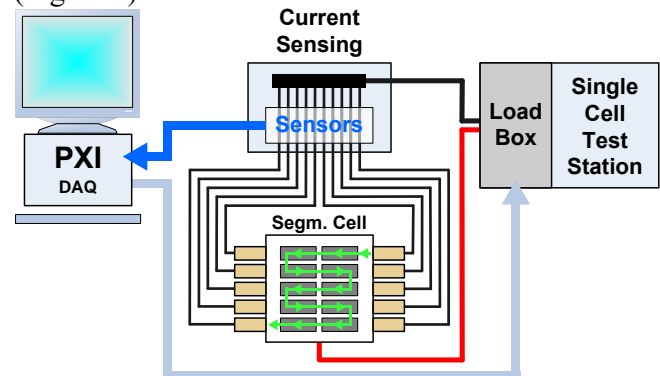 Current
Sensing
Sensors
PXI
DAQ
Load
Box
Single
Cell
Test
Station
Segm. Cell